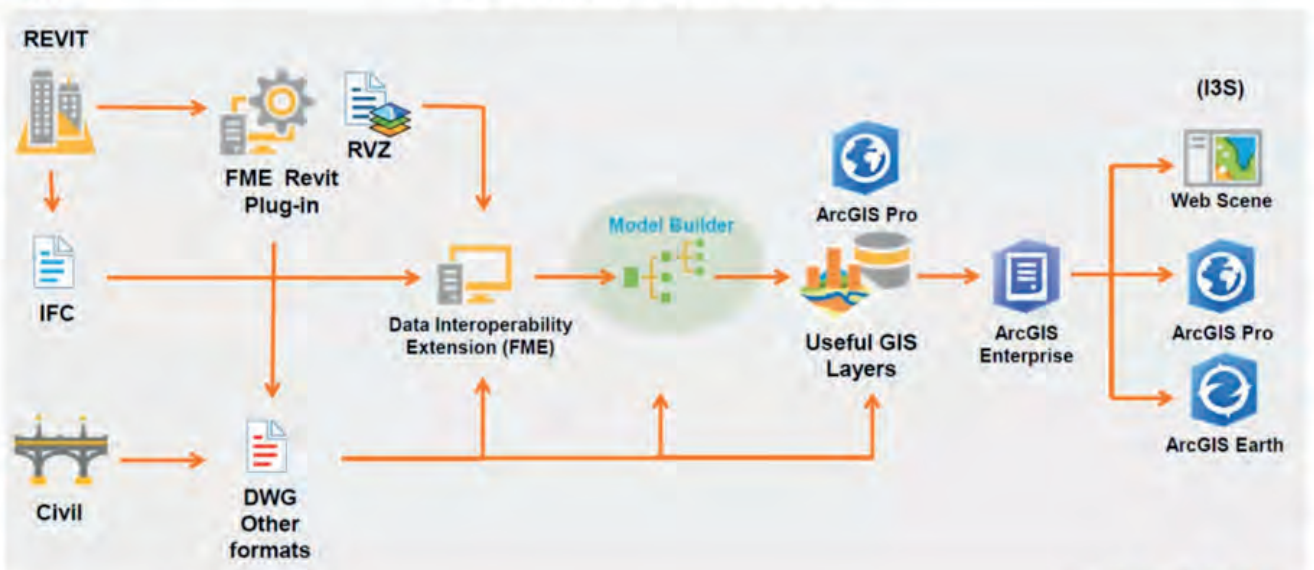 REVIT
FME Revit
Plug-in
RVZ
IFC
Data Interoperability
Extension (FME)
Model Builder
ArcGIS Pro
Useful GIS
Layers
ArcGIS
Enterprise
(I3S)
Web Scene
ArcGIS Pro
ArcGIS Earth
Civil
DWG
Other
formats